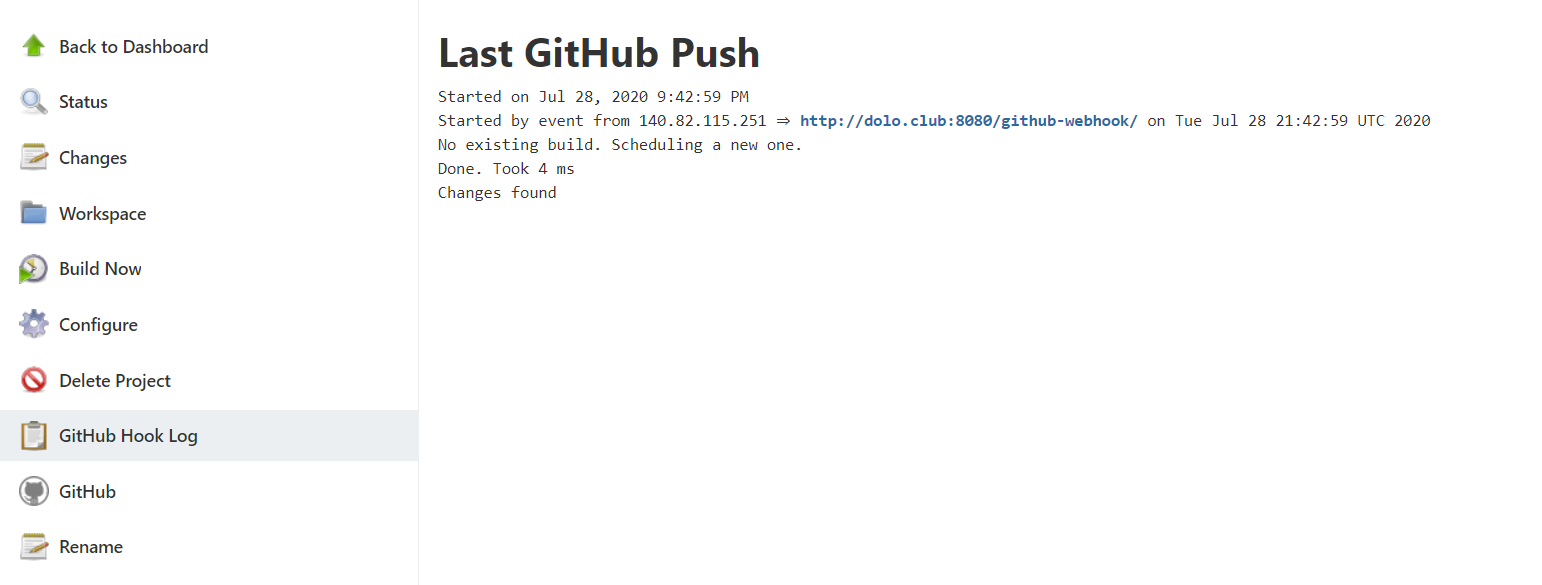 Back to Dashboard
Status
Changes
Workspace
Build Now
Configure
Delete Project
GitHub Hook Log
GitHub
Rename
Last GitHub Push
Started on Jul 28, 2020 9:42:59 PM
Started by event from 140.82.115.251 ⇒ http://dolo.club:8080/github-webhook/ on Tue Jul 28 21:42:59 UTC 2020
No existing build. Scheduling a new one.
Done. Took 4 ms
Changes found